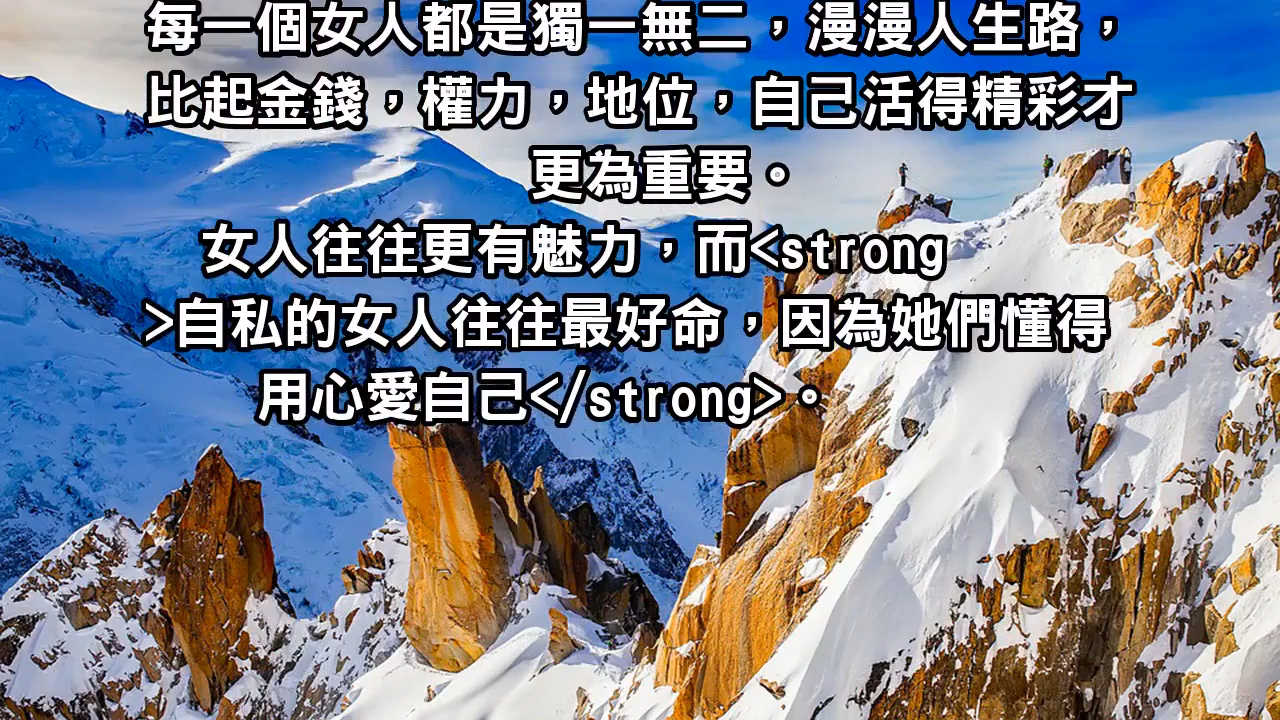 每一個女人都是獨一無二，漫漫人生路，
比起金錢，權力，地位，自己活得精彩才
更為重要。
女人往往更有魅力，而<strong
>自私的女人往往最好命，因為她們懂得
用心愛自己</strong>。